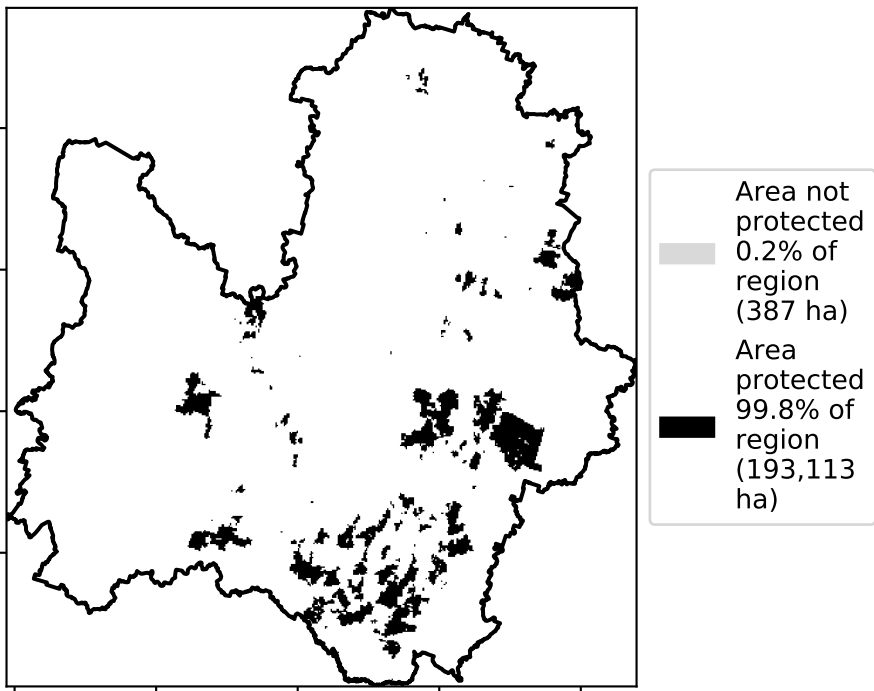 Area not
protected
0.2% of
region
(387 ha)
Area
protected
99.8% of
region
(193,113
ha)